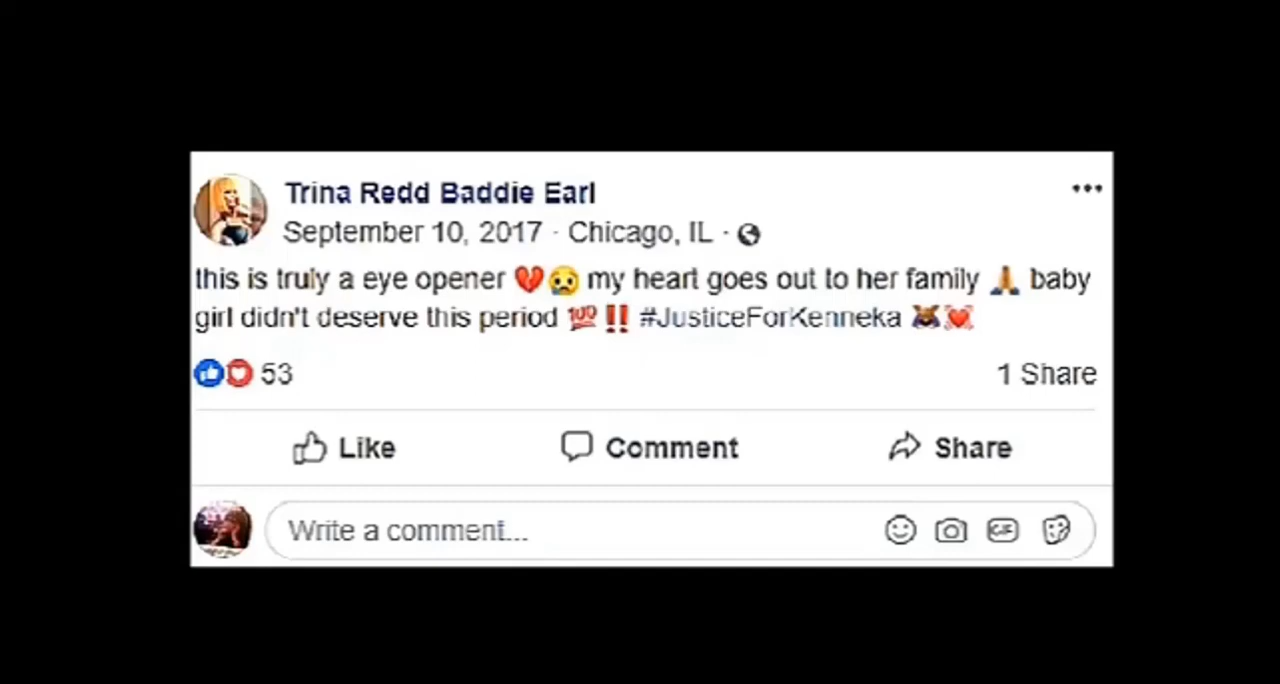 Trina Redd Baddie Earl
September 10, 2017 · Chicago, IL ·
this is truly a eye opener 💔😢 my heart goes out to her family 🙏🏾 baby
girl didn't deserve this period 💯‼️ #JusticeForKenneka 🙇🏾💓
53
1 Share
Like
Comment
Share
Write a comment...
GIF